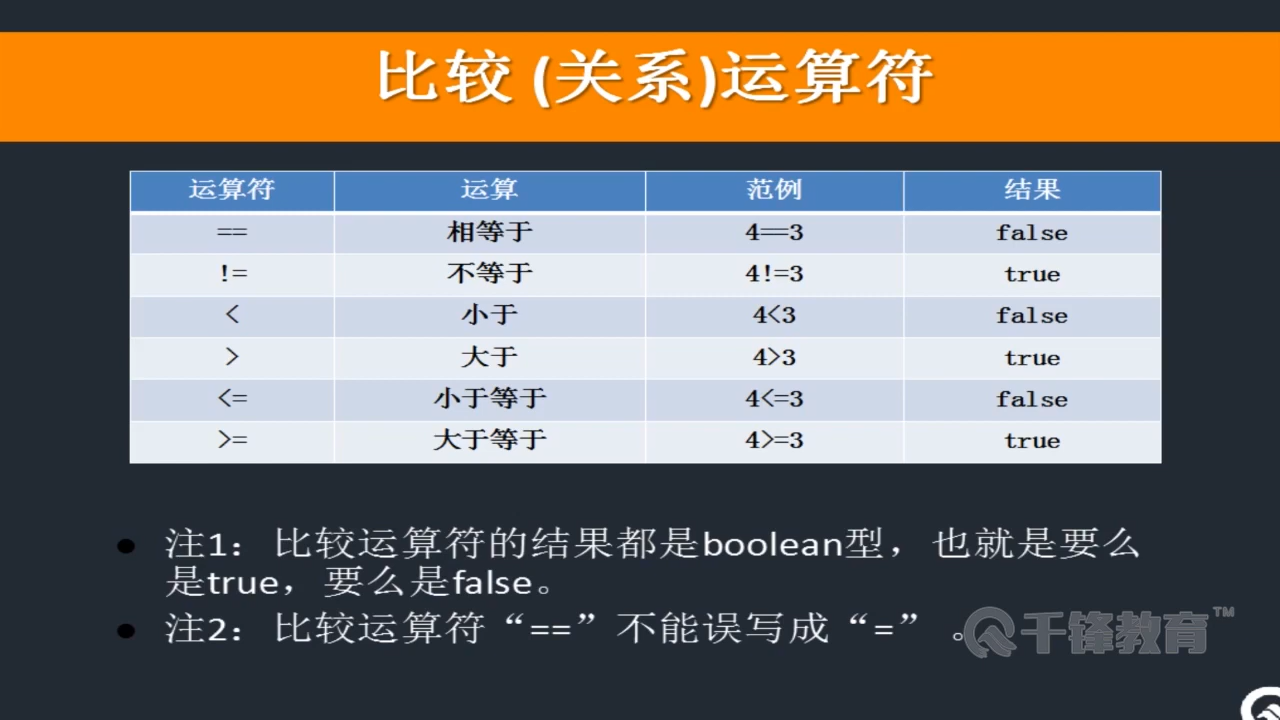 比较 (关系)运算符
运算符 运算 范例 结果
== 相等于 4==3 false
!= 不等于 4!=3 true
< 小于 4<3 false
> 大于 4>3 true
<= 小于等于 4<=3 false
>= 大于等于 4>=3 true
注1：比较运算符的结果都是boolean型，也就是要么
是true，要么是false。
注2：比较运算符“==”不能误写成“=” 。
千锋教育™